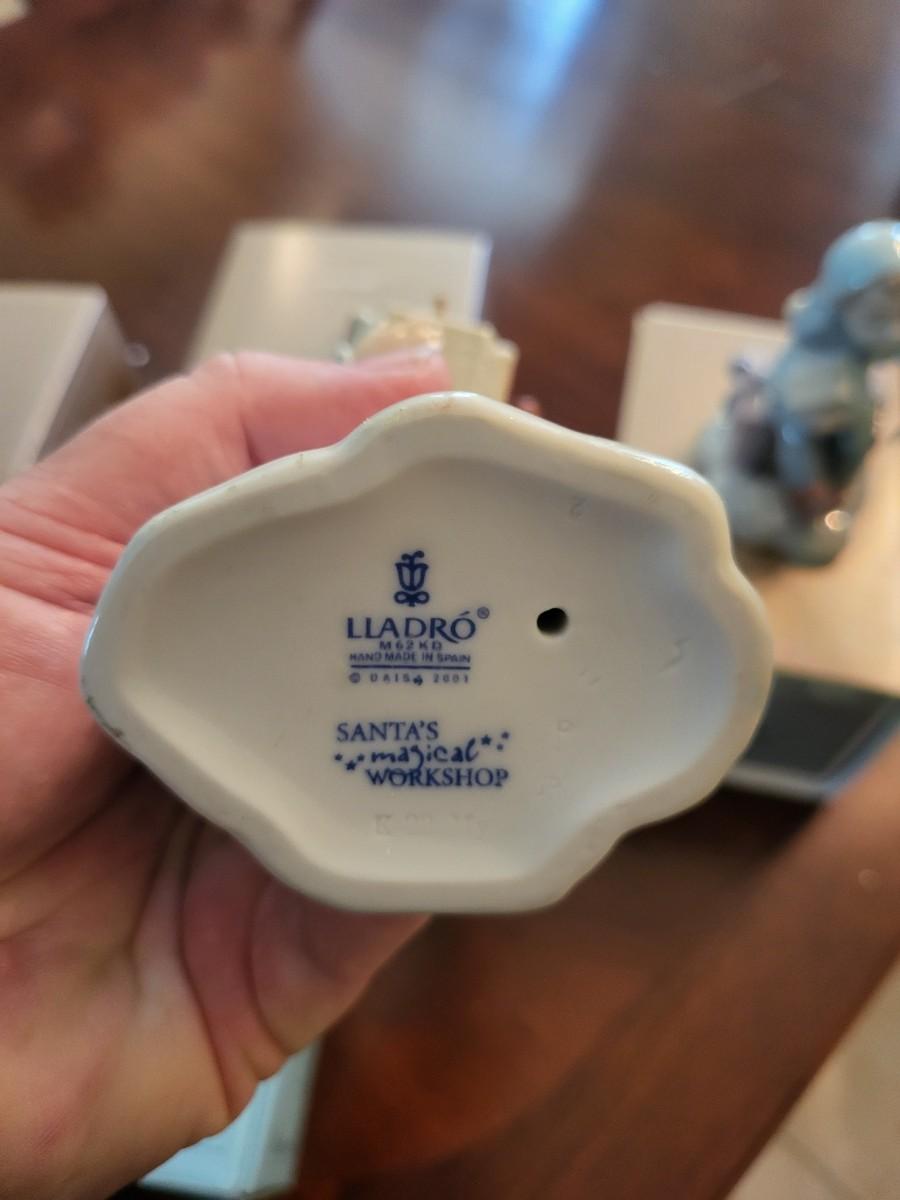 LLADRÓ®
M62KD
HAND MADE IN SPAIN
© DAISA 2001
SANTA'S
magical
WORKSHOP